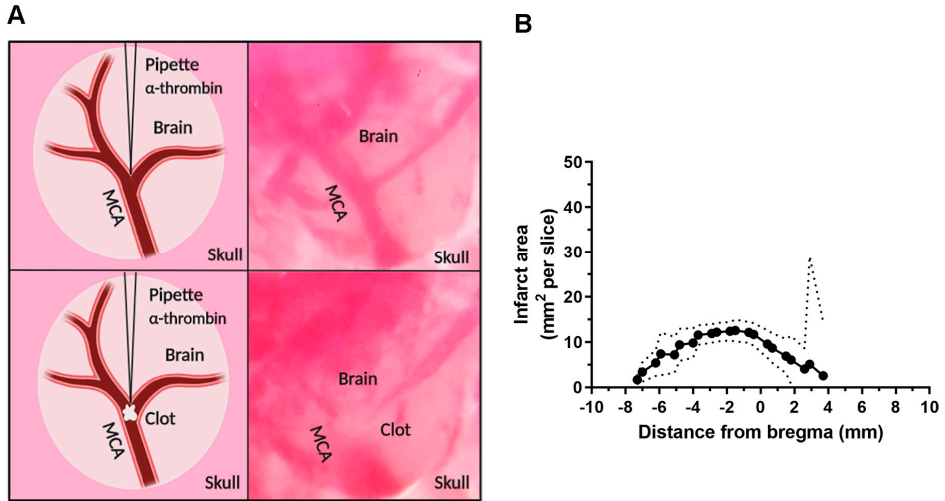 A
Pipette
α-thrombin
Brain
MCA
Skull
Brain
MCA
Skull
Pipette
α-thrombin
Brain
Clot
MCA
Skull
Brain
Clot
MCA
Skull
B
Infarct area
(mm² per slice)
50
40
30
20
10
0
-10 -8 -6 -4 -2 0 2 4 6 8 10
Distance from bregma (mm)